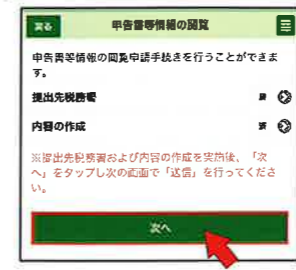 戻る 申告書等情報の閲覧
申告書等情報の閲覧申請手続きを行うことができま
す。
提出先税務署
内容の作成
※提出先税務署および内容の作成を実施後、「次
へ」をタップし次の画面で「送信」を行ってくださ
い。
次へ